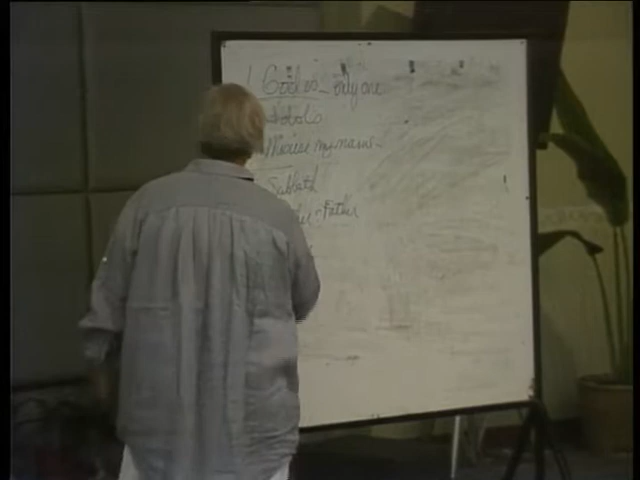 1 God is - only one
Idols
Misuse my name -
Sabbath
- Father